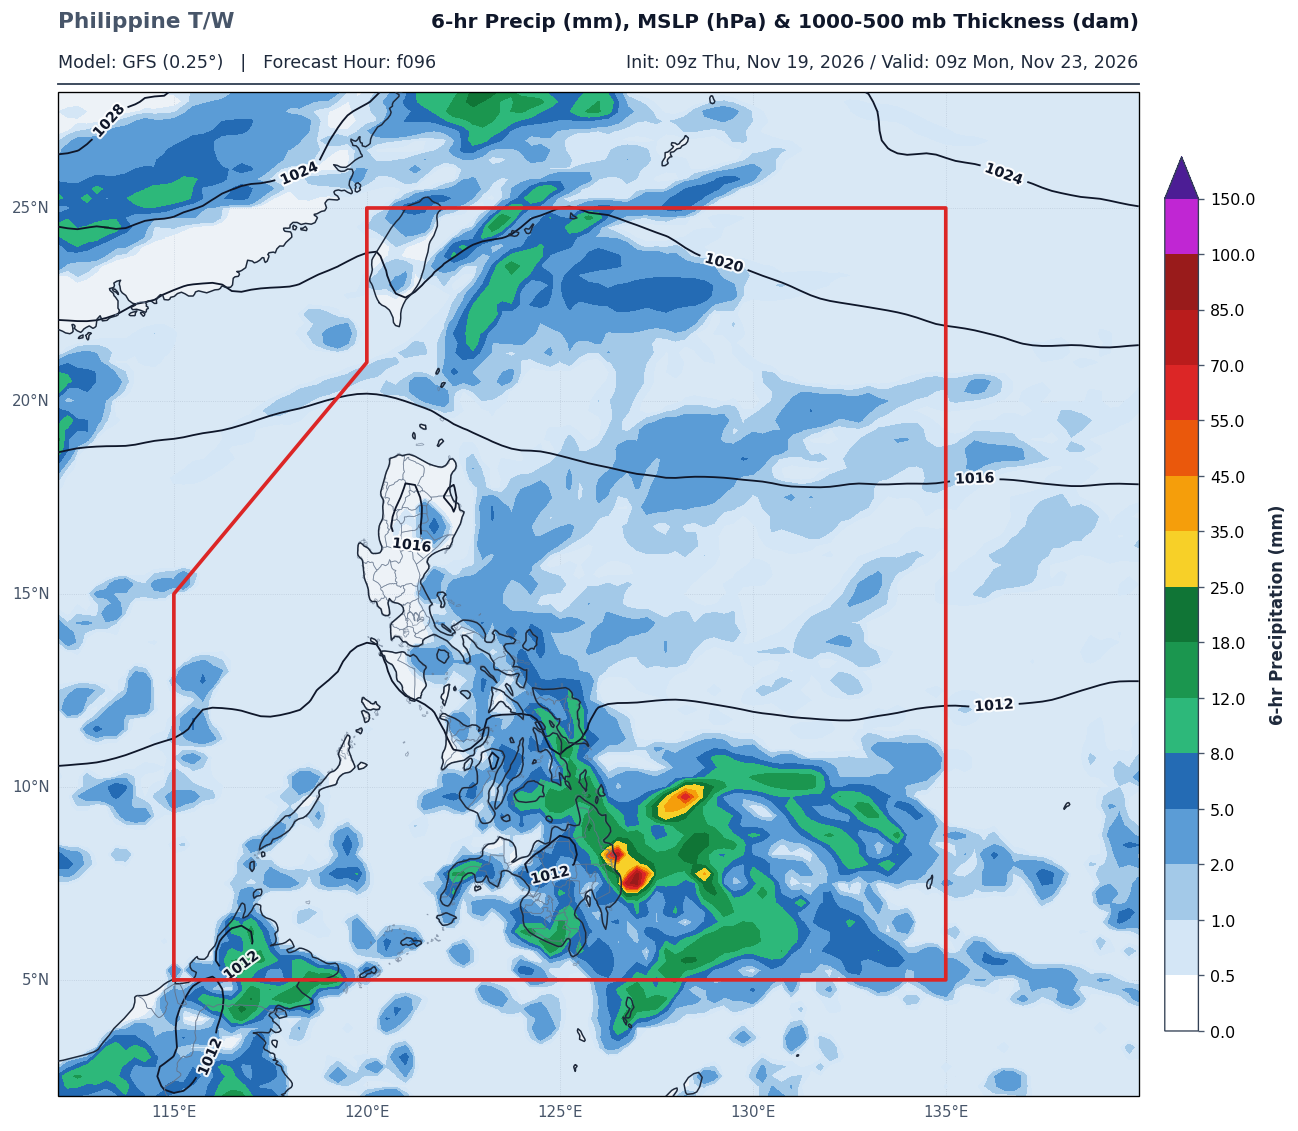 Philippine T/W
6-hr Precip (mm), MSLP (hPa) & 1000-500 mb Thickness (dam)
Model: GFS (0.25°) | Forecast Hour: f096
Init: 09z Thu, Nov 19, 2026 / Valid: 09z Mon, Nov 23, 2026
1028
1024
1024
1020
1016
1016
1012
1012
1012
1012
25°N
20°N
15°N
10°N
5°N
115°E
120°E
125°E
130°E
135°E
150.0
100.0
85.0
70.0
55.0
45.0
35.0
25.0
18.0
12.0
8.0
5.0
2.0
1.0
0.5
0.0
6-hr Precipitation (mm)